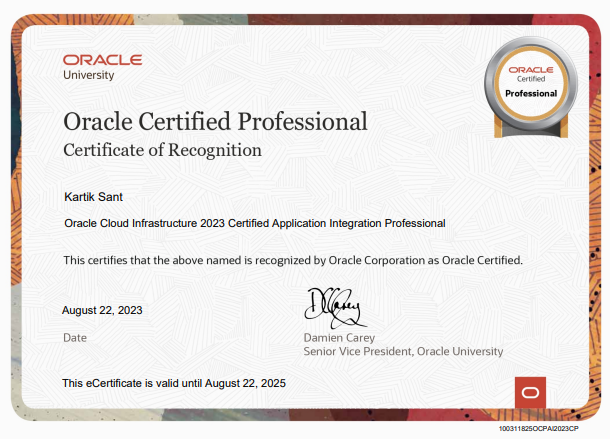 ORACLE
University
ORACLE
Certified
Professional
Oracle Certified Professional
Certificate of Recognition
Kartik Sant
Oracle Cloud Infrastructure 2023 Certified Application Integration Professional
This certifies that the above named is recognized by Oracle Corporation as Oracle Certified.
DCarey
August 22, 2023
Date
Damien Carey
Senior Vice President, Oracle University
This eCertificate is valid until August 22, 2025
100311825OCPAI2023CP